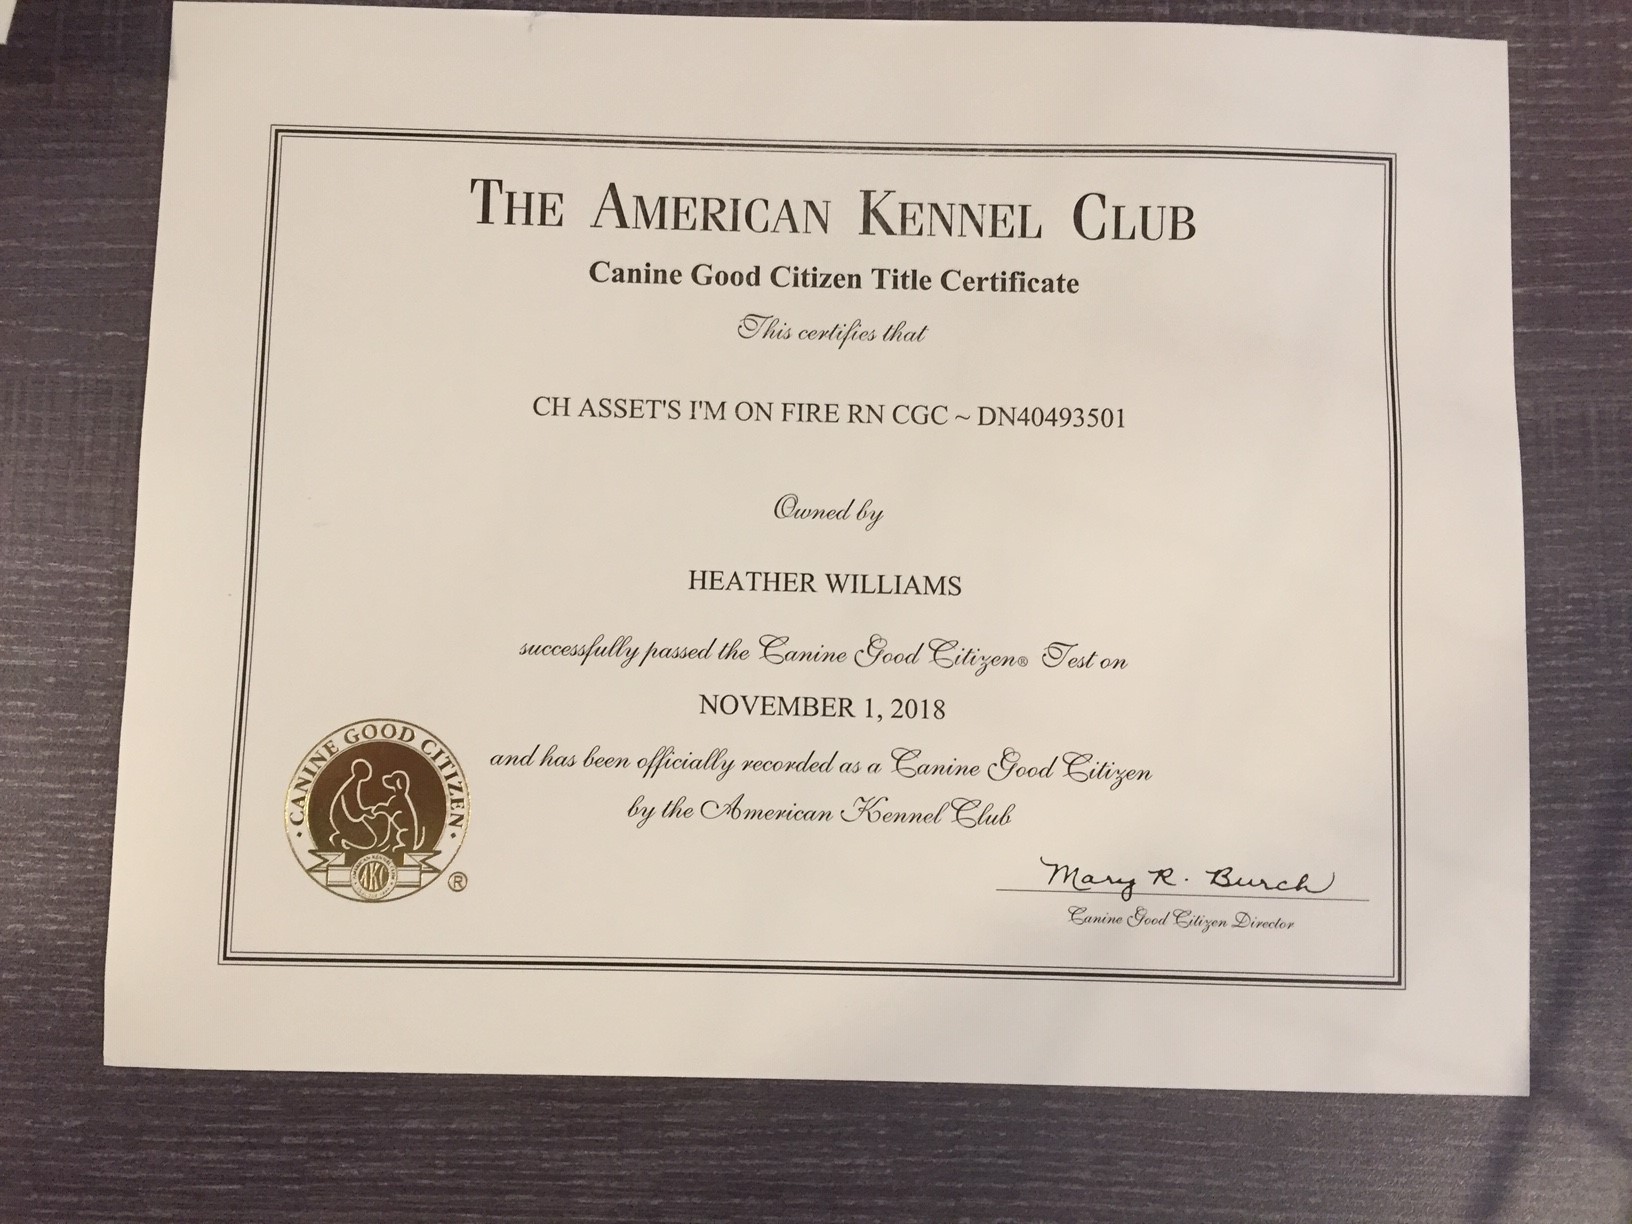 THE AMERICAN KENNEL CLUB
Canine Good Citizen Title Certificate
This certifies that
CH ASSET'S I'M ON FIRE RN CGC ~ DN40493501
Owned by
HEATHER WILLIAMS
successfully passed the Canine Good Citizen® Test on
NOVEMBER 1, 2018
and has been officially recorded as a Canine Good Citizen
by the American Kennel Club
· CANINE GOOD CITIZEN ·
AKC
®
Mary R. Burch
Canine Good Citizen Director